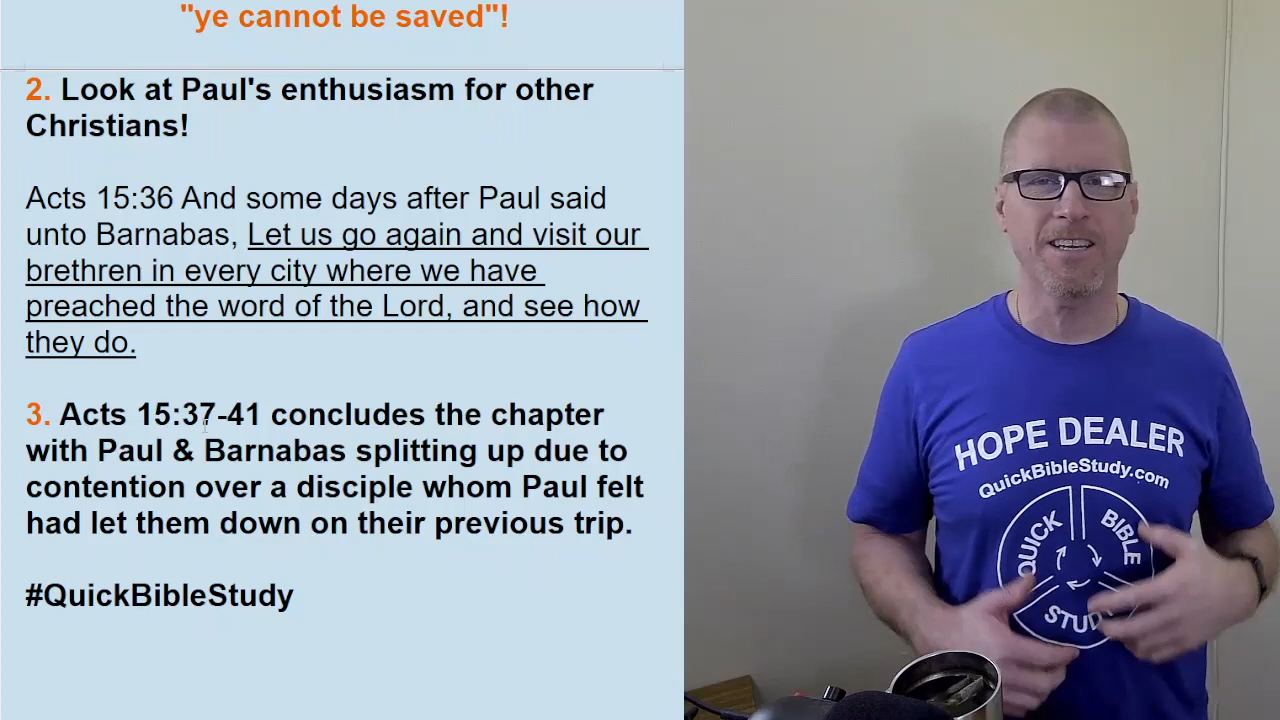 "ye cannot be saved"!
2. Look at Paul's enthusiasm for other
Christians!
Acts 15:36 And some days after Paul said
unto Barnabas, Let us go again and visit our
brethren in every city where we have
preached the word of the Lord, and see how
they do.
3. Acts 15:37-41 concludes the chapter
with Paul & Barnabas splitting up due to
contention over a disciple whom Paul felt
had let them down on their previous trip.
#QuickBibleStudy
HOPE DEALER
QuickBibleStudy.com
QUICK
BIBLE
STUDY